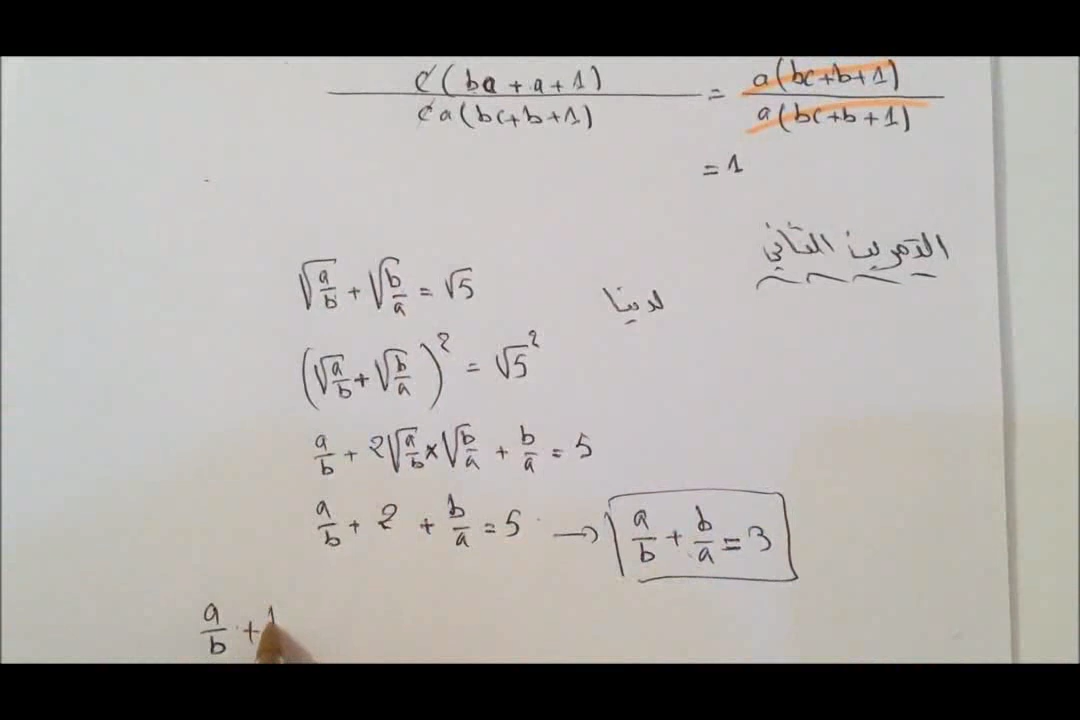 c(ba + a + 1) / ca(bc+b+1) = a(bc+b+1) / a(bc+b+1)
= 1
التمرين الثاني
√(a/b) + √(b/a) = √5 لدينا
(√(a/b) + √(b/a))² = √5²
a/b + 2√(a/b) × √(b/a) + b/a = 5
a/b + 2 + b/a = 5 → a/b + b/a = 3
a/b + 1